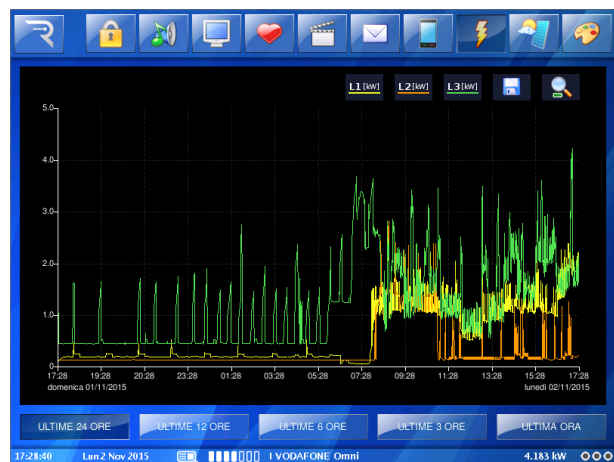 L1[kW] L2[kW] L3[kW]
5.0
4.0
3.0
2.0
1.0
0
17:28 19:28 20:28 23:28 01:28 03:28 05:28 07:28 09:28 11:28 13:28 15:28 17:28
domenica 01/11/2015 lunedì 02/11/2015
ULTIME 24 ORE ULTIME 12 ORE ULTIME 6 ORE ULTIME 3 ORE ULTIMA ORA
17:28:40 Lun 2 Nov 2015 I VODAFONE Omni 4.183 kW